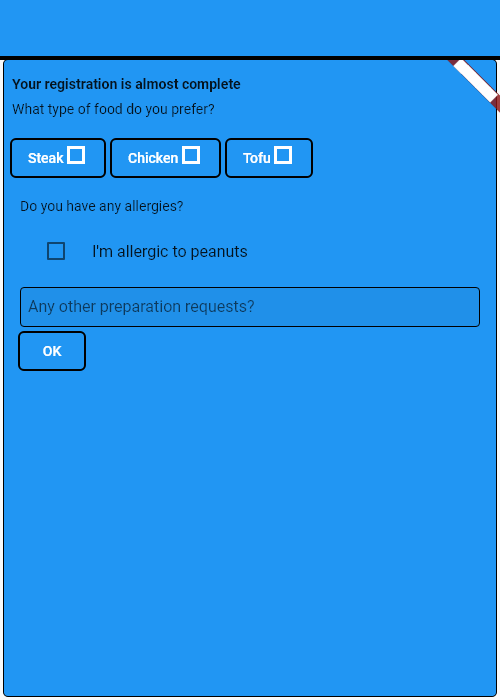 Your registration is almost complete
What type of food do you prefer?
Steak Chicken Tofu
Do you have any allergies?
I'm allergic to peanuts
Any other preparation requests?
OK